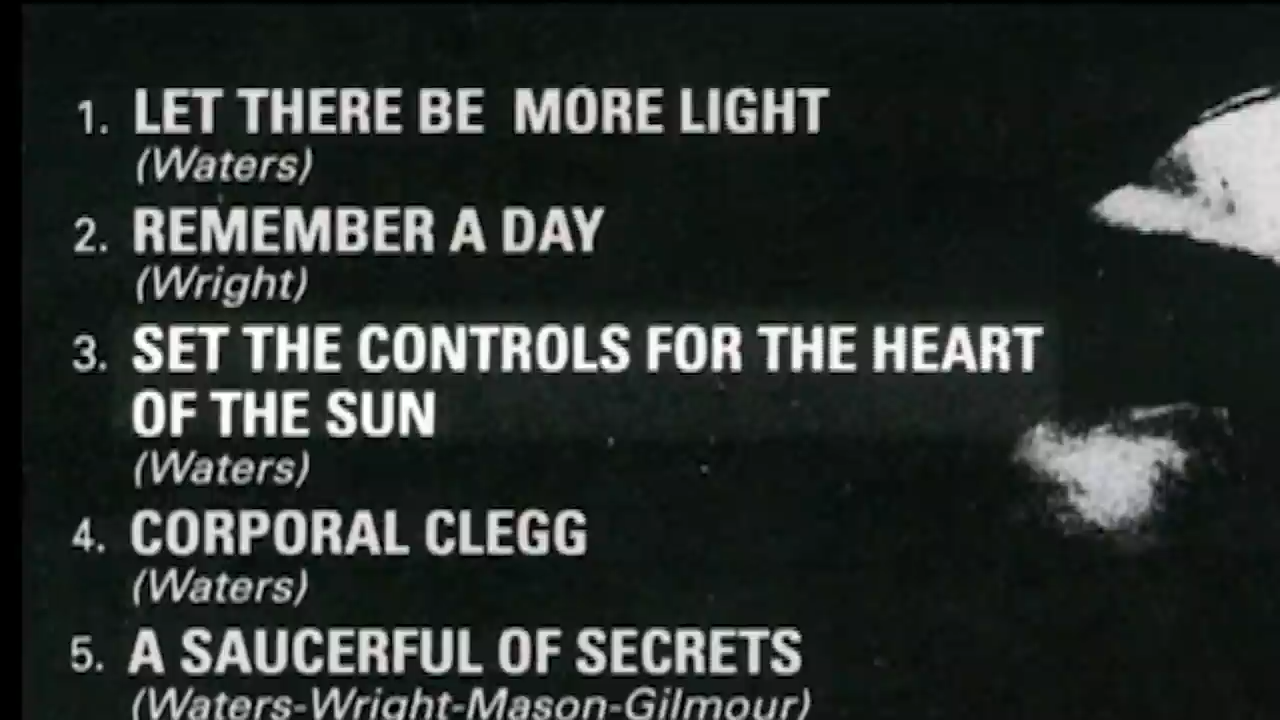 1. LET THERE BE MORE LIGHT
(Waters)
2. REMEMBER A DAY
(Wright)
3. SET THE CONTROLS FOR THE HEART
OF THE SUN
(Waters)
4. CORPORAL CLEGG
(Waters)
5. A SAUCERFUL OF SECRETS
(Waters-Wright-Mason-Gilmour)